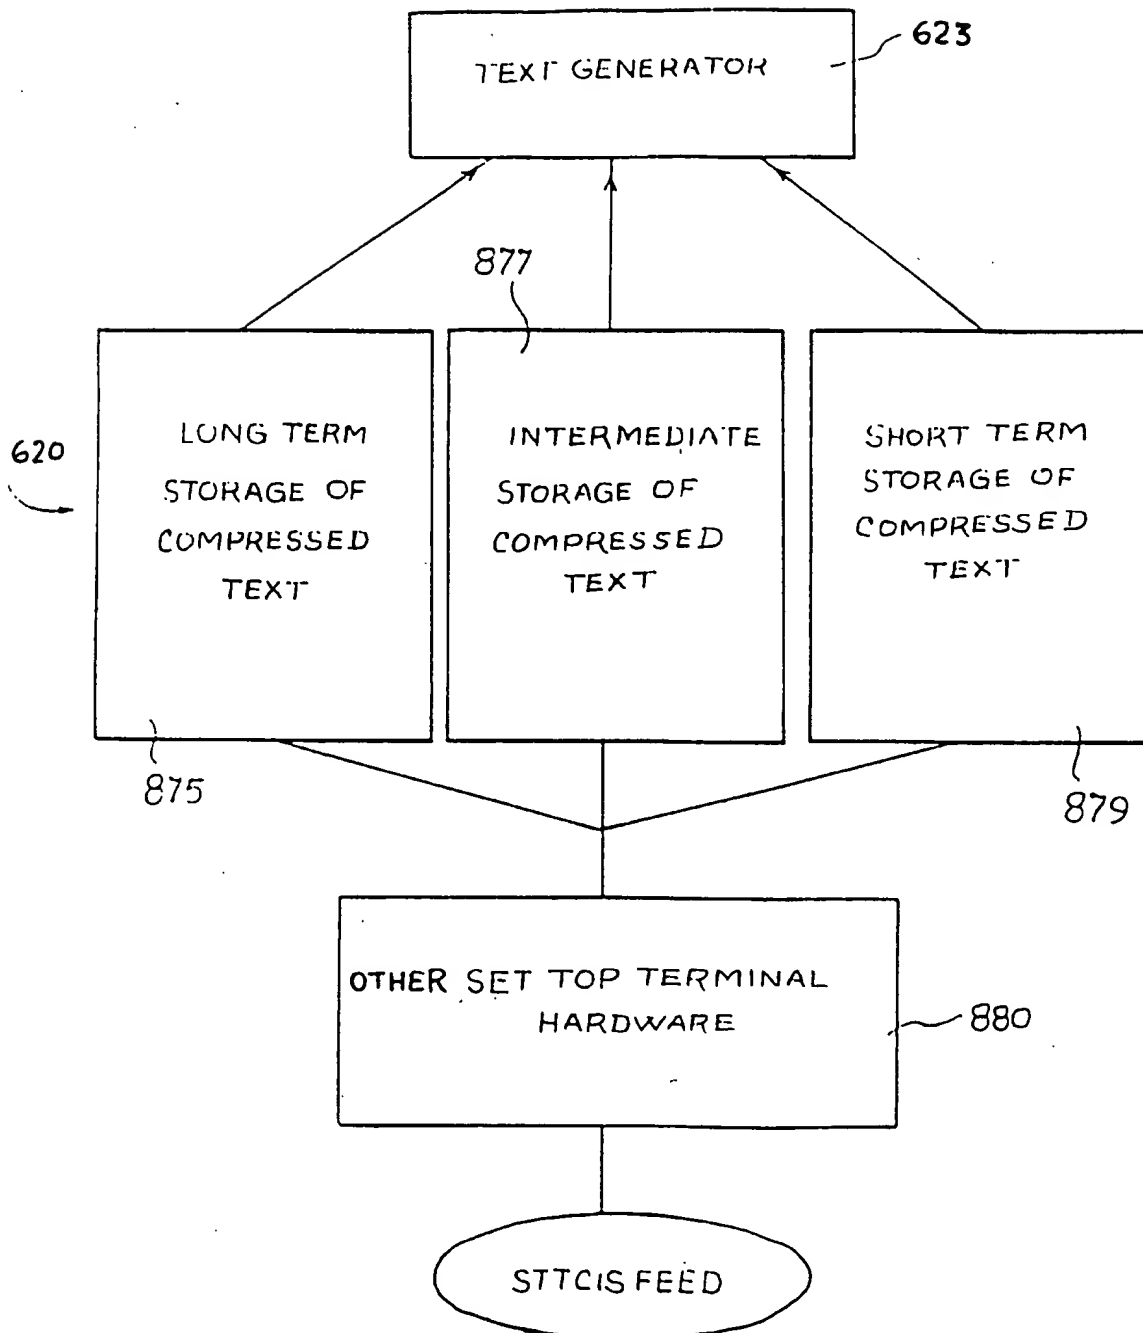 TEXT GENERATOR
623
877
620
LONG TERM
STORAGE OF
COMPRESSED
TEXT
INTERMEDIATE
STORAGE OF
COMPRESSED
TEXT
SHORT TERM
STORAGE OF
COMPRESSED
TEXT
875
879
OTHER SET TOP TERMINAL
HARDWARE
880
STTCIS FEED